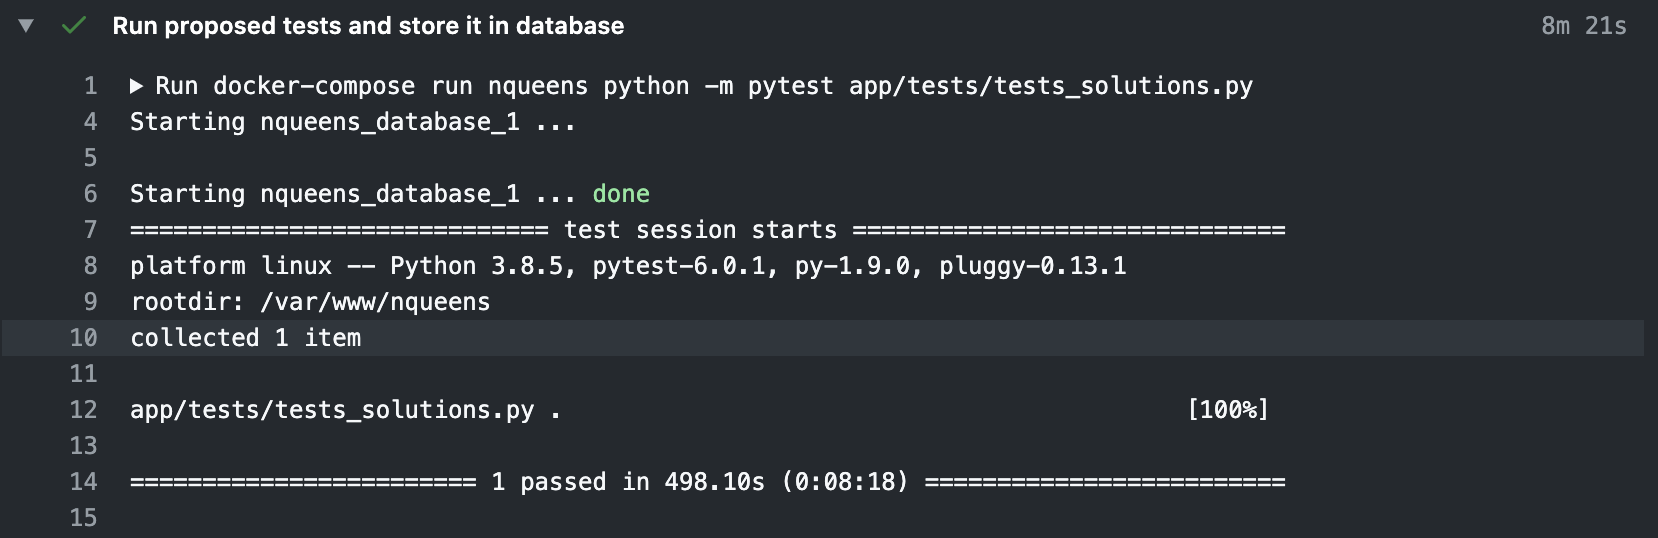 Run proposed tests and store it in database 8m 21s
1 Run docker-compose run nqueens python -m pytest app/tests/tests_solutions.py
4 Starting nqueens_database_1 ...
5
6 Starting nqueens_database_1 ... done
7 ============================= test session starts ==============================
8 platform linux -- Python 3.8.5, pytest-6.0.1, py-1.9.0, pluggy-0.13.1
9 rootdir: /var/www/nqueens
10 collected 1 item
11
12 app/tests/tests_solutions.py . [100%]
13
14 ======================== 1 passed in 498.10s (0:08:18) =========================
15